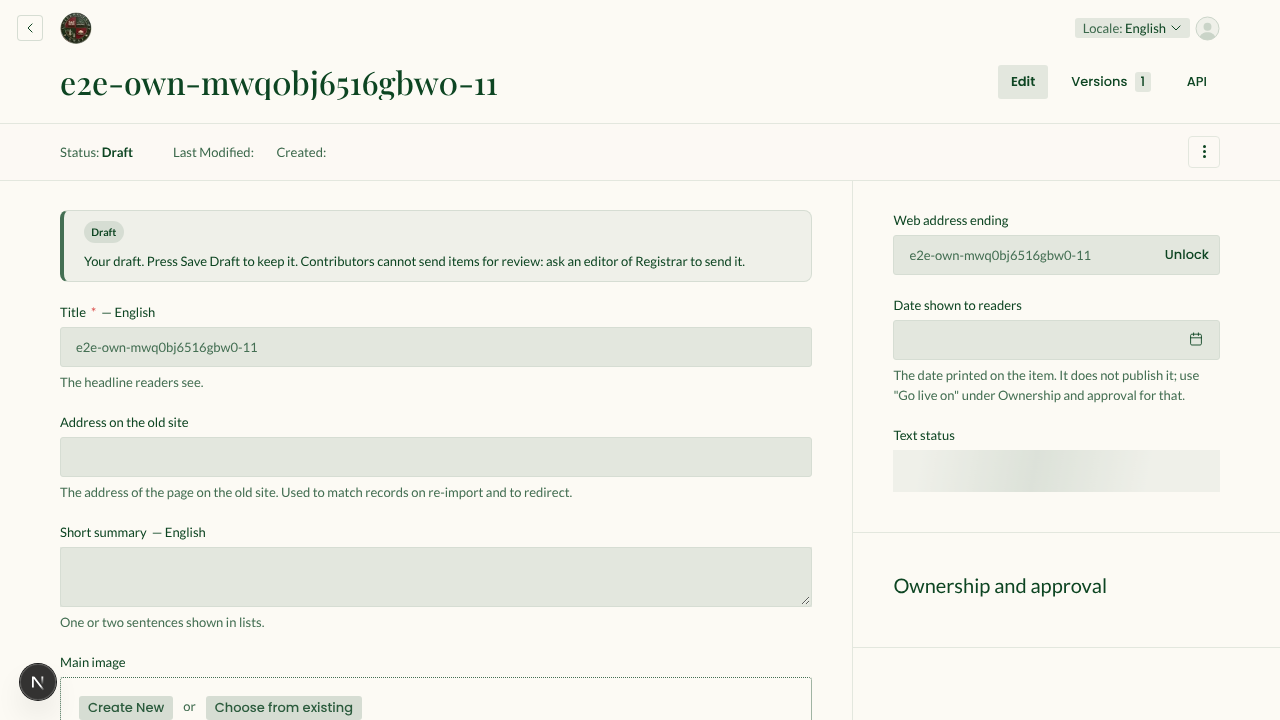 Locale: English
e2e-own-mwq0bj6516gbw0-11
Edit
Versions 1
API
Status: Draft
Last Modified:
Created:
Draft
Your draft. Press Save Draft to keep it. Contributors cannot send items for review: ask an editor of Registrar to send it.
Title * — English
e2e-own-mwq0bj6516gbw0-11
The headline readers see.
Address on the old site
The address of the page on the old site. Used to match records on re-import and to redirect.
Short summary — English
One or two sentences shown in lists.
Main image
Create New or Choose from existing
N
Web address ending
e2e-own-mwq0bj6516gbw0-11
Unlock
Date shown to readers
The date printed on the item. It does not publish it; use
"Go live on" under Ownership and approval for that.
Text status
Ownership and approval